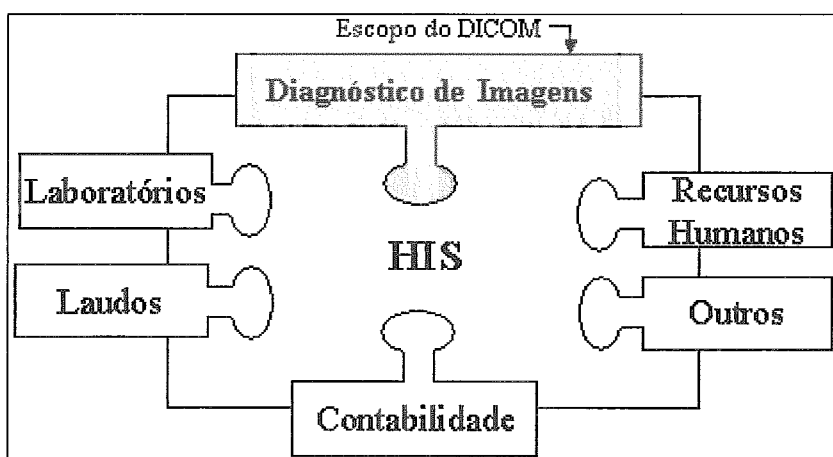 Escopo do DICOM
Diagnóstico de Imagens
Laboratórios
Recursos
Humanos
HIS
Laudos
Outros
Contabilidade